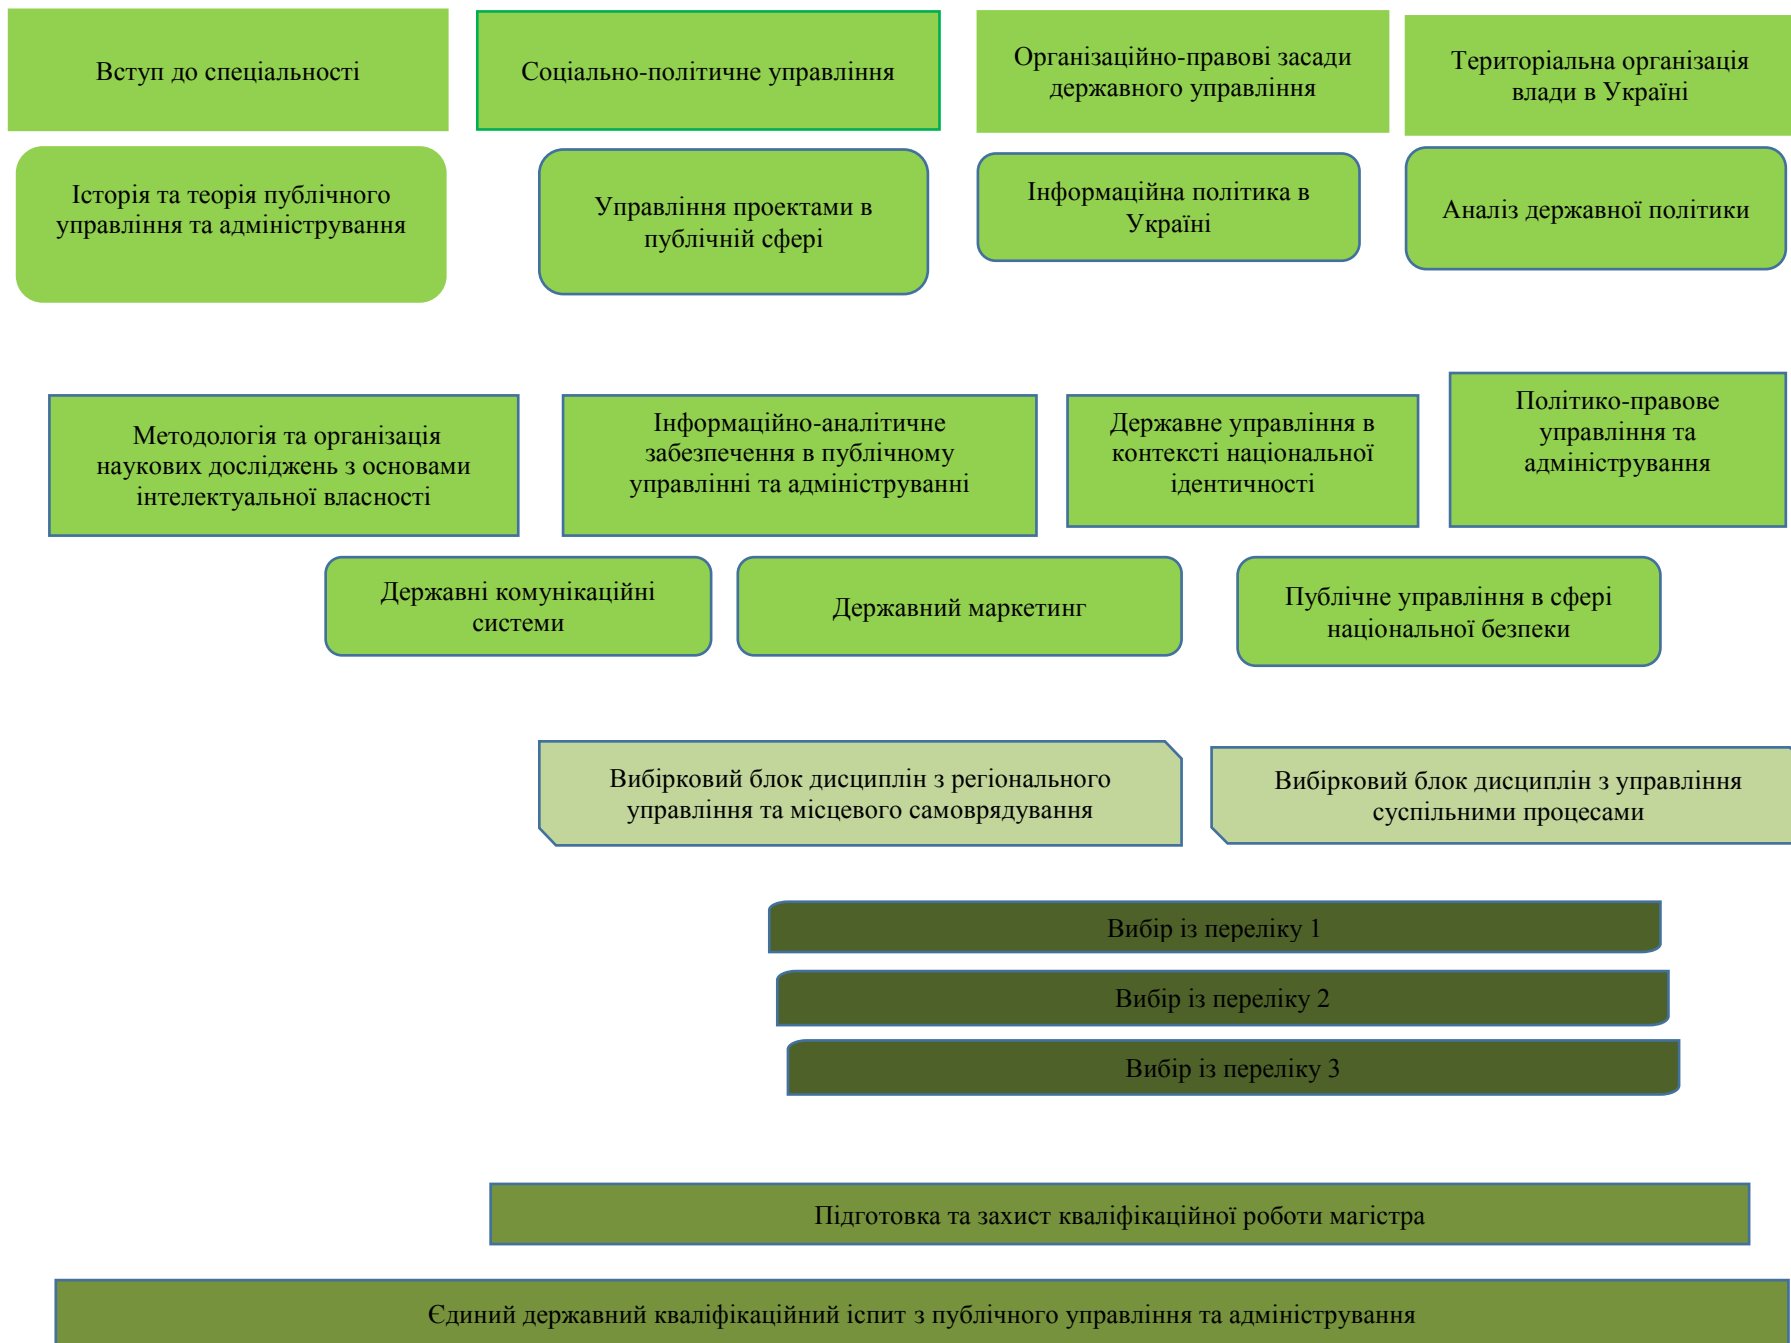 Вступ до спеціальності
Соціально-політичне управління
Організаційно-правові засади
державного управління
Територіальна організація
влади в Україні
Історія та теорія публічного
управління та адміністрування
Управління проектами в
публічній сфері
Інформаційна політика в
Україні
Аналіз державної політики
Методологія та організація
наукових досліджень з основами
інтелектуальної власності
Інформаційно-аналітичне
забезпечення в публічному
управлінні та адмініструванні
Державне управління в
контексті національної
ідентичності
Політико-правове
управління та
адміністрування
Державні комунікаційні
системи
Державний маркетинг
Публічне управління в сфері
національної безпеки
Вибірковий блок дисциплін з регіонального
управління та місцевого самоврядування
Вибірковий блок дисциплін з управління
суспільними процесами
Вибір із переліку 1
Вибір із переліку 2
Вибір із переліку 3
Підготовка та захист кваліфікаційної роботи магістра
Єдиний державний кваліфікаційний іспит з публічного управління та адміністрування